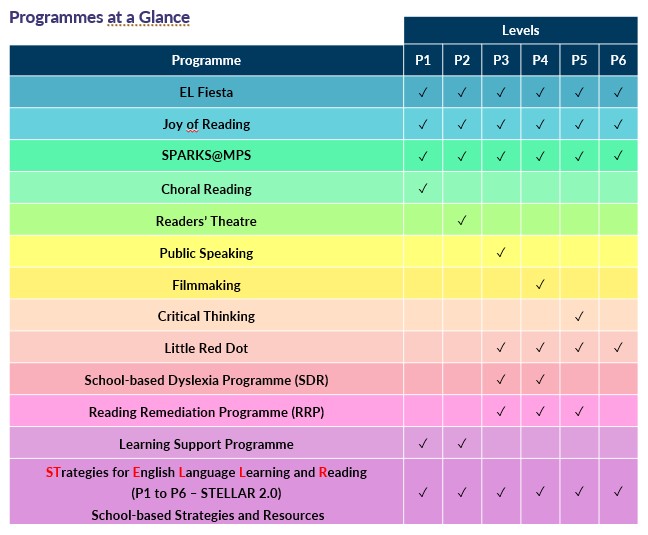 Programmes at a Glance
Levels
Programme P1 P2 P3 P4 P5 P6
EL Fiesta ✓ ✓ ✓ ✓ ✓ ✓
Joy of Reading ✓ ✓ ✓ ✓ ✓ ✓
SPARKS@MPS ✓ ✓ ✓ ✓ ✓ ✓
Choral Reading ✓
Readers' Theatre ✓
Public Speaking ✓
Filmmaking ✓
Critical Thinking ✓
Little Red Dot ✓ ✓ ✓ ✓
School-based Dyslexia Programme (SDR) ✓ ✓
Reading Remediation Programme (RRP) ✓ ✓ ✓
Learning Support Programme ✓ ✓
STrategies for English Language Learning and Reading
(P1 to P6 – STELLAR 2.0) ✓ ✓ ✓ ✓ ✓ ✓
School-based Strategies and Resources